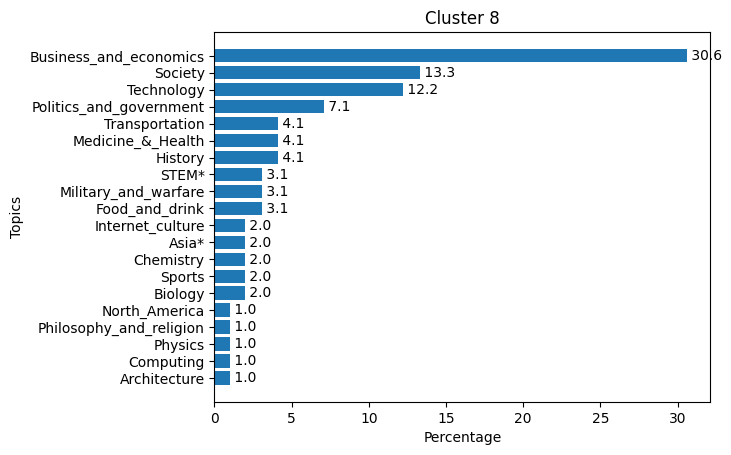 Cluster 8
Business_and_economics 30.6
Society 13.3
Technology 12.2
Politics_and_government 7.1
Transportation 4.1
Medicine_&_Health 4.1
History 4.1
STEM* 3.1
Military_and_warfare 3.1
Food_and_drink 3.1
Internet_culture 2.0
Asia* 2.0
Chemistry 2.0
Sports 2.0
Biology 2.0
North_America 1.0
Philosophy_and_religion 1.0
Physics 1.0
Computing 1.0
Architecture 1.0
Topics
0 5 10 15 20 25 30
Percentage